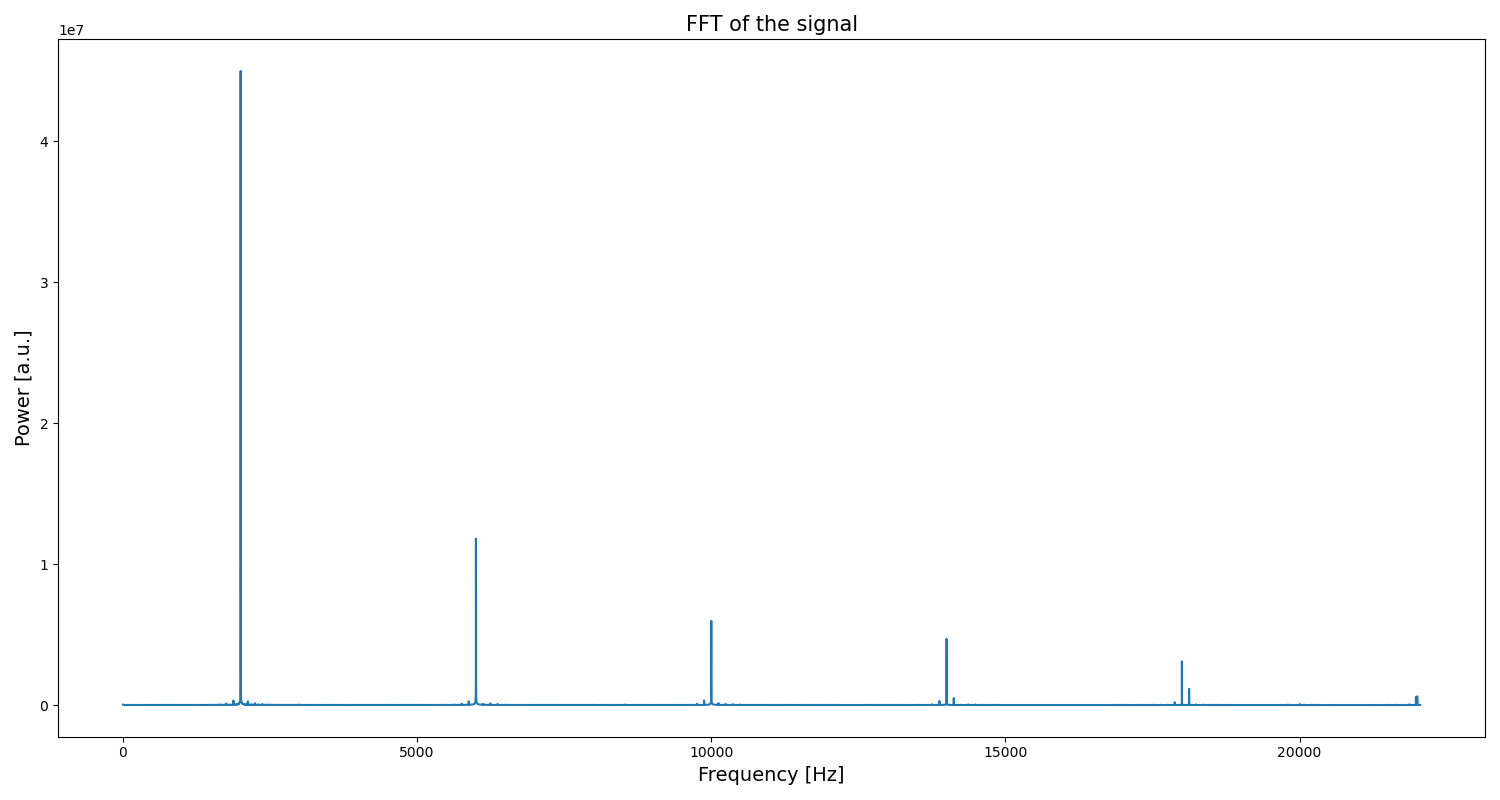 FFT of the signal
1e7
4
3
2
1
0
Power [a.u.]
0 5000 10000 15000 20000
Frequency [Hz]